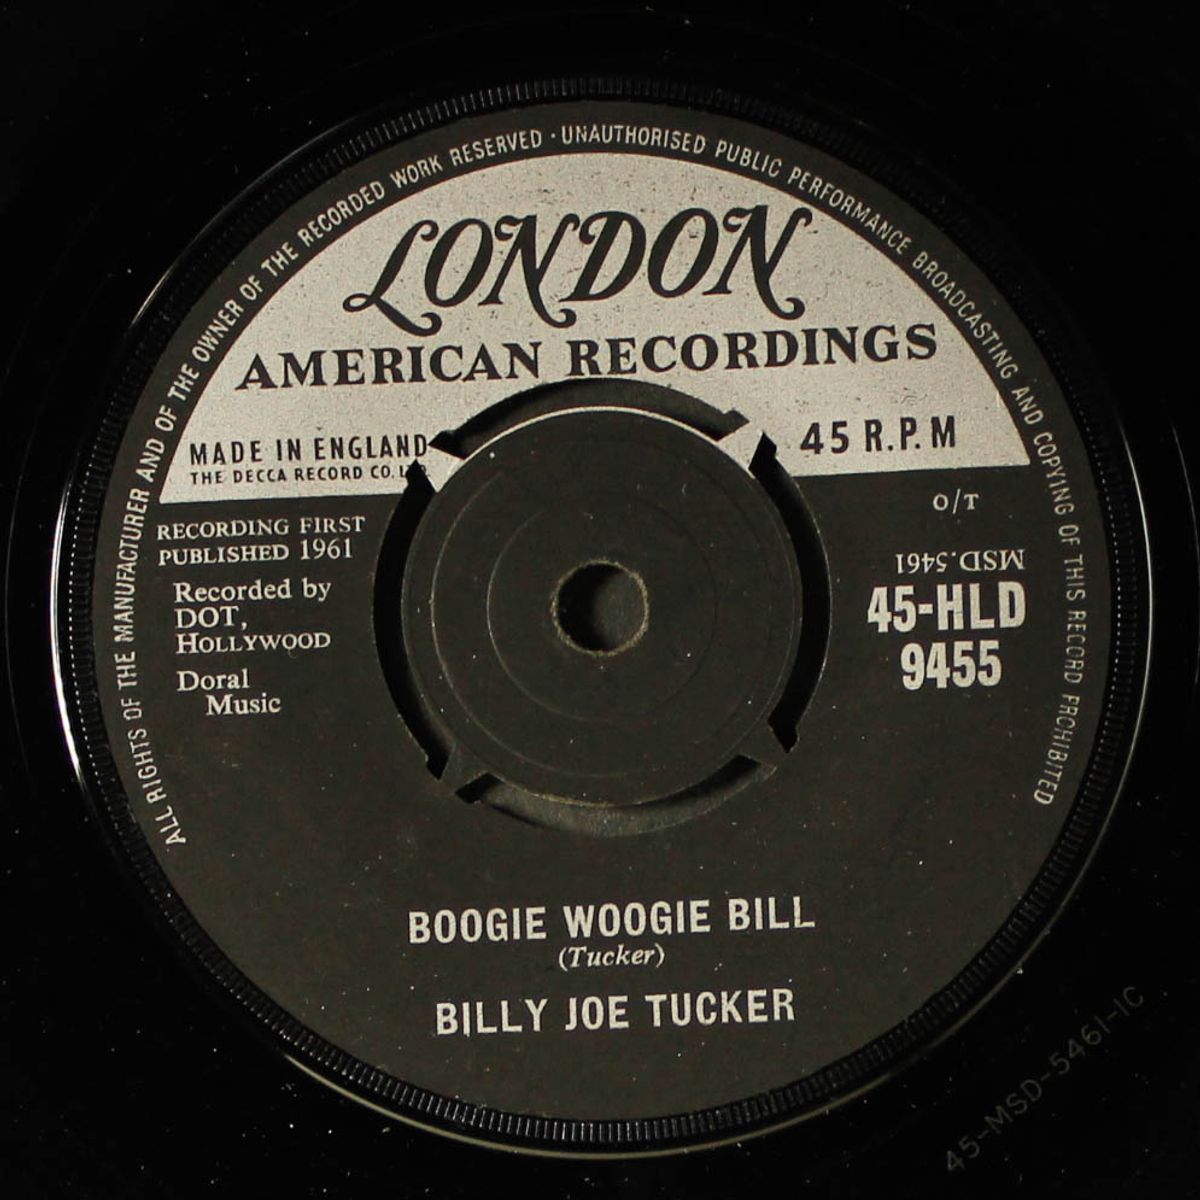 ALL RIGHTS OF THE MANUFACTURER AND OF THE OWNER OF THE RECORDED WORK RESERVED · UNAUTHORISED PUBLIC PERFORMANCE BROADCASTING AND COPYING OF THIS RECORD PROHIBITED
LONDON
AMERICAN RECORDINGS
MADE IN ENGLAND
THE DECCA RECORD CO. LTD.
45 R.P.M
RECORDING FIRST
PUBLISHED 1961
Recorded by
DOT,
HOLLYWOOD
Doral
Music
O/T
MSD.5461
45-HLD
9455
BOOGIE WOOGIE BILL
(Tucker)
BILLY JOE TUCKER
45-MSD-5461-1C